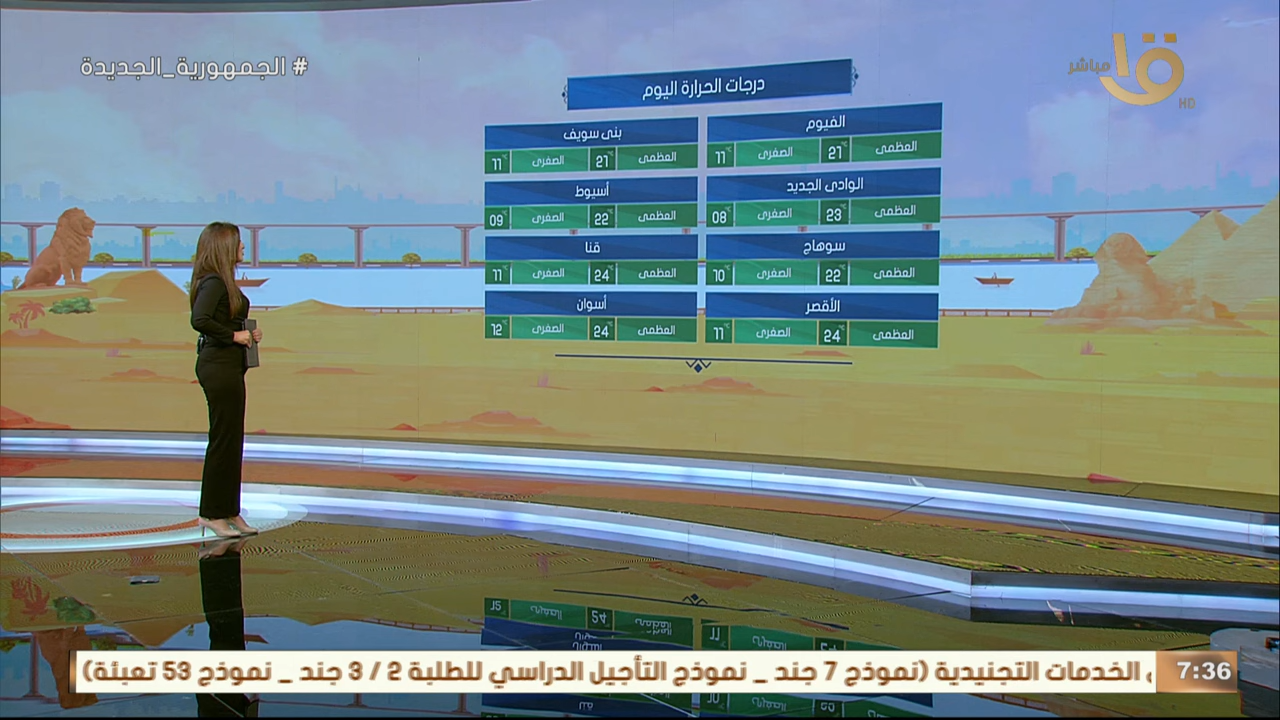 # الجمهورية_الجديدة
مباشر
HD
درجات الحرارة اليوم
الفيوم
العظمى 21 الصغرى 11
بنى سويف
العظمى 21 الصغرى 11
الوادى الجديد
العظمى 23 الصغرى 08
أسيوط
العظمى 22 الصغرى 09
سوهاج
العظمى 22 الصغرى 10
قنا
العظمى 24 الصغرى 11
الأقصر
العظمى 24 الصغرى 11
أسوان
العظمى 24 الصغرى 12
7:36
الخدمات التجنيدية (نموذج 7 جند _ نموذج التأجيل الدراسي للطلبة 2 / 3 جند _ نموذج 53 تعبئة)